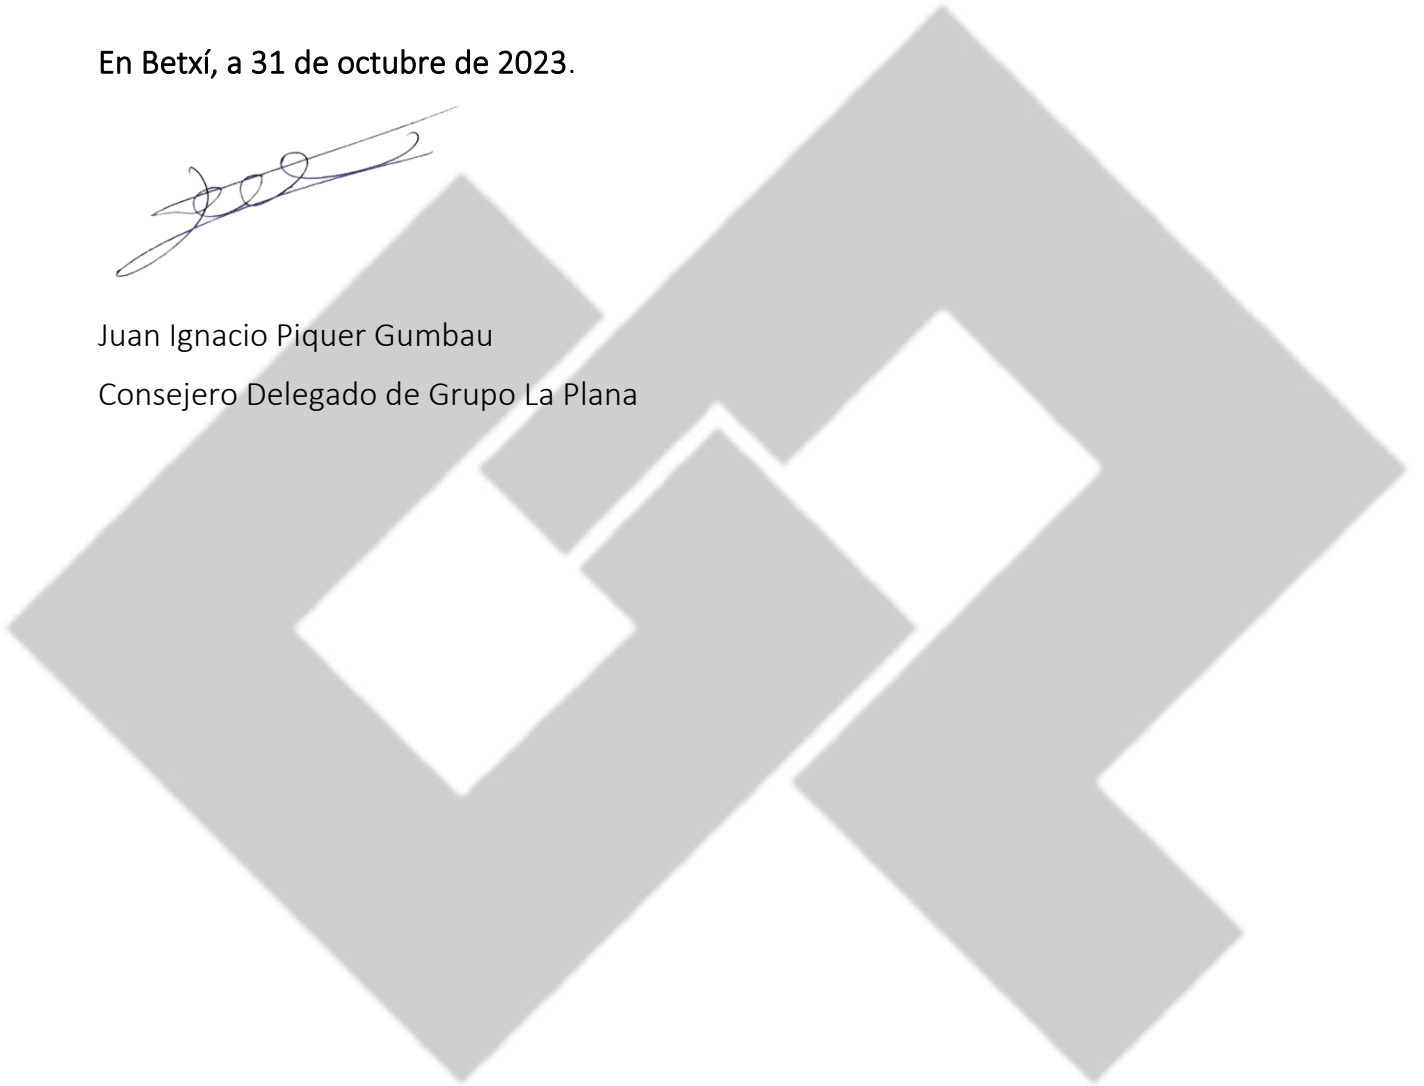 En Betxí, a 31 de octubre de 2023.
Juan Ignacio Piquer Gumbau
Consejero Delegado de Grupo La Plana